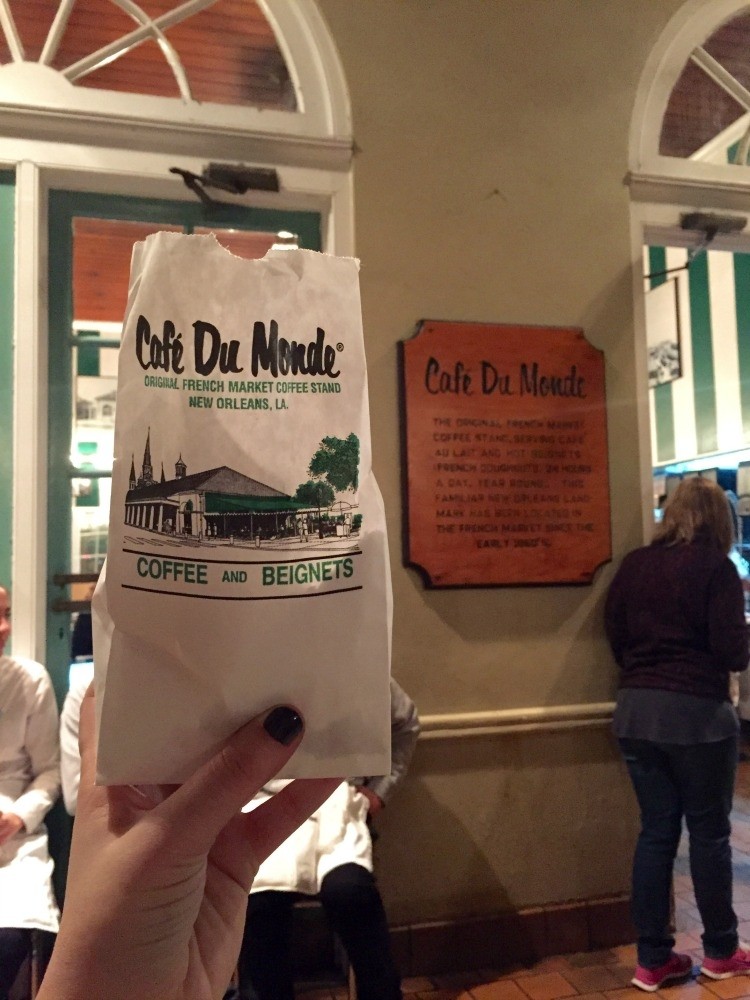 Café Du Monde®
ORIGINAL FRENCH MARKET COFFEE STAND
NEW ORLEANS, LA.
COFFEE AND BEIGNETS
Café Du Monde
THE ORIGINAL FRENCH MARKET
COFFEE STAND, SERVING CAFÉ
AU LAIT AND HOT BEIGNETS
(FRENCH DOUGHNUTS) 24 HOURS
A DAY, YEAR ROUND. THIS
FAMILIAR NEW ORLEANS LAND-
MARK HAS BEEN LOCATED IN
THE FRENCH MARKET SINCE THE
EARLY